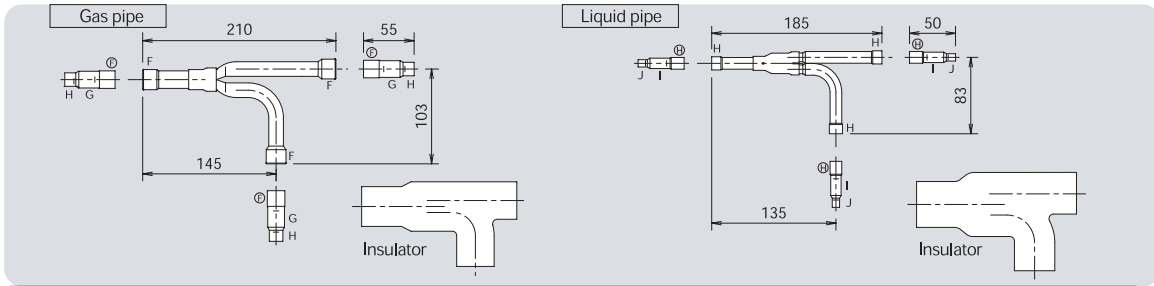 Gas pipe
210
55
F
F
F
H
G
F
G
H
F
103
145
F
G
H
Insulator
Liquid pipe
185
50
H
H
H
H
J
I
H
I
J
83
H
135
H
I
J
Insulator